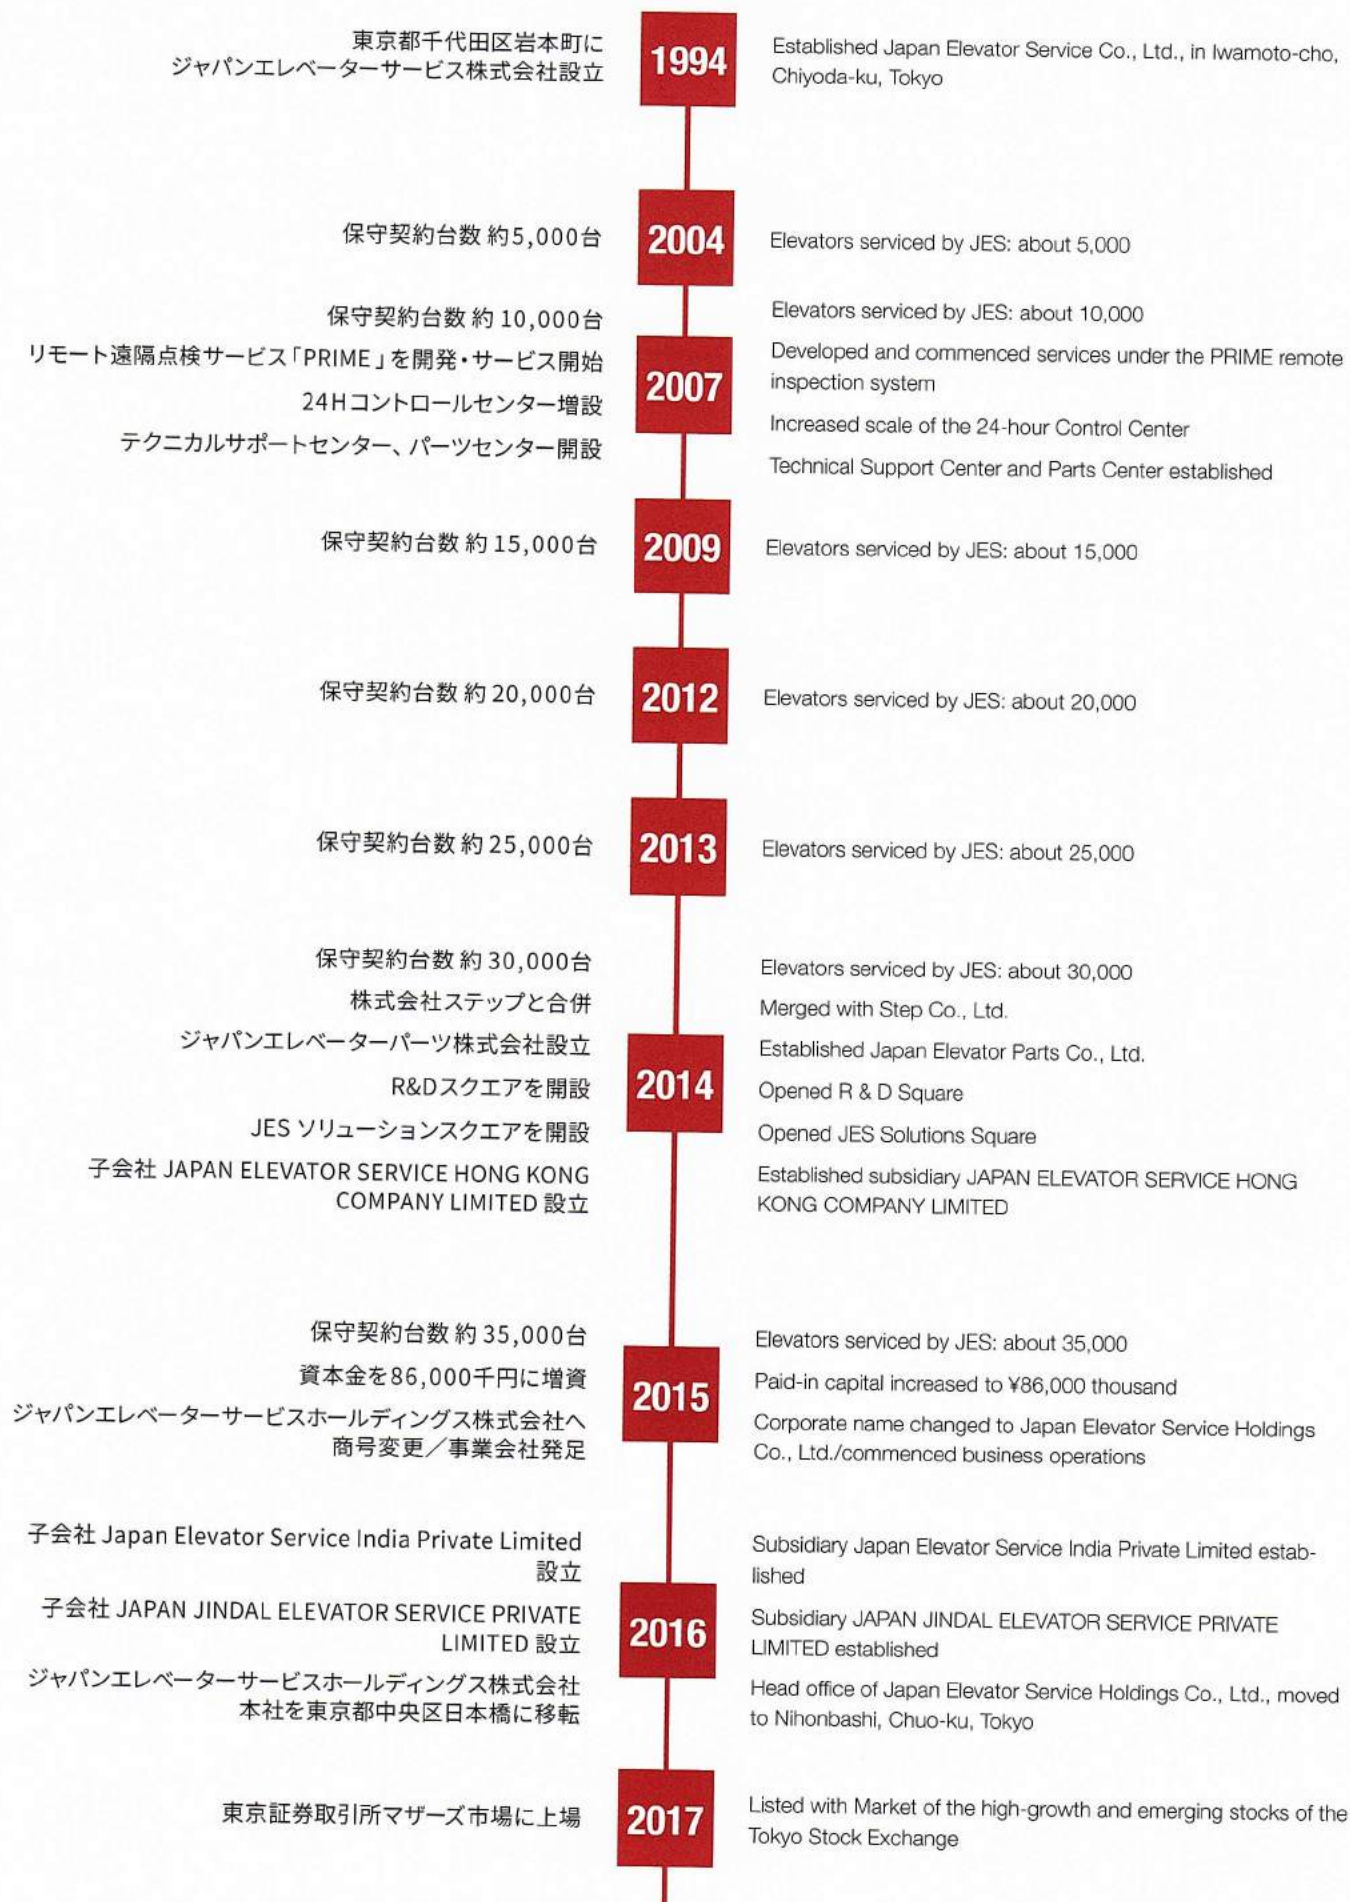 東京都千代田区岩本町に
ジャパンエレベーターサービス株式会社設立
1994
Established Japan Elevator Service Co., Ltd., in Iwamoto-cho,
Chiyoda-ku, Tokyo
保守契約台数 約5,000台
2004
Elevators serviced by JES: about 5,000
保守契約台数 約 10,000台
リモート遠隔点検サービス「PRIME」を開発・サービス開始
24Hコントロールセンター増設
テクニカルサポートセンター、パーツセンター開設
2007
Elevators serviced by JES: about 10,000
Developed and commenced services under the PRIME remote
inspection system
Increased scale of the 24-hour Control Center
Technical Support Center and Parts Center established
保守契約台数 約 15,000台
2009
Elevators serviced by JES: about 15,000
保守契約台数 約 20,000台
2012
Elevators serviced by JES: about 20,000
保守契約台数 約 25,000台
2013
Elevators serviced by JES: about 25,000
保守契約台数 約 30,000台
株式会社ステップと合併
ジャパンエレベーターパーツ株式会社設立
R&Dスクエアを開設
JES ソリューションスクエアを開設
子会社 JAPAN ELEVATOR SERVICE HONG KONG
COMPANY LIMITED 設立
2014
Elevators serviced by JES: about 30,000
Merged with Step Co., Ltd.
Established Japan Elevator Parts Co., Ltd.
Opened R & D Square
Opened JES Solutions Square
Established subsidiary JAPAN ELEVATOR SERVICE HONG
KONG COMPANY LIMITED
保守契約台数 約 35,000台
資本金を86,000千円に増資
ジャパンエレベーターサービスホールディングス株式会社へ
商号変更／事業会社発足
2015
Elevators serviced by JES: about 35,000
Paid-in capital increased to ¥86,000 thousand
Corporate name changed to Japan Elevator Service Holdings
Co., Ltd./commenced business operations
子会社 Japan Elevator Service India Private Limited
設立
子会社 JAPAN JINDAL ELEVATOR SERVICE PRIVATE
LIMITED 設立
ジャパンエレベーターサービスホールディングス株式会社
本社を東京都中央区日本橋に移転
2016
Subsidiary Japan Elevator Service India Private Limited estab-
lished
Subsidiary JAPAN JINDAL ELEVATOR SERVICE PRIVATE
LIMITED established
Head office of Japan Elevator Service Holdings Co., Ltd., moved
to Nihonbashi, Chuo-ku, Tokyo
東京証券取引所マザーズ市場に上場
2017
Listed with Market of the high-growth and emerging stocks of the
Tokyo Stock Exchange